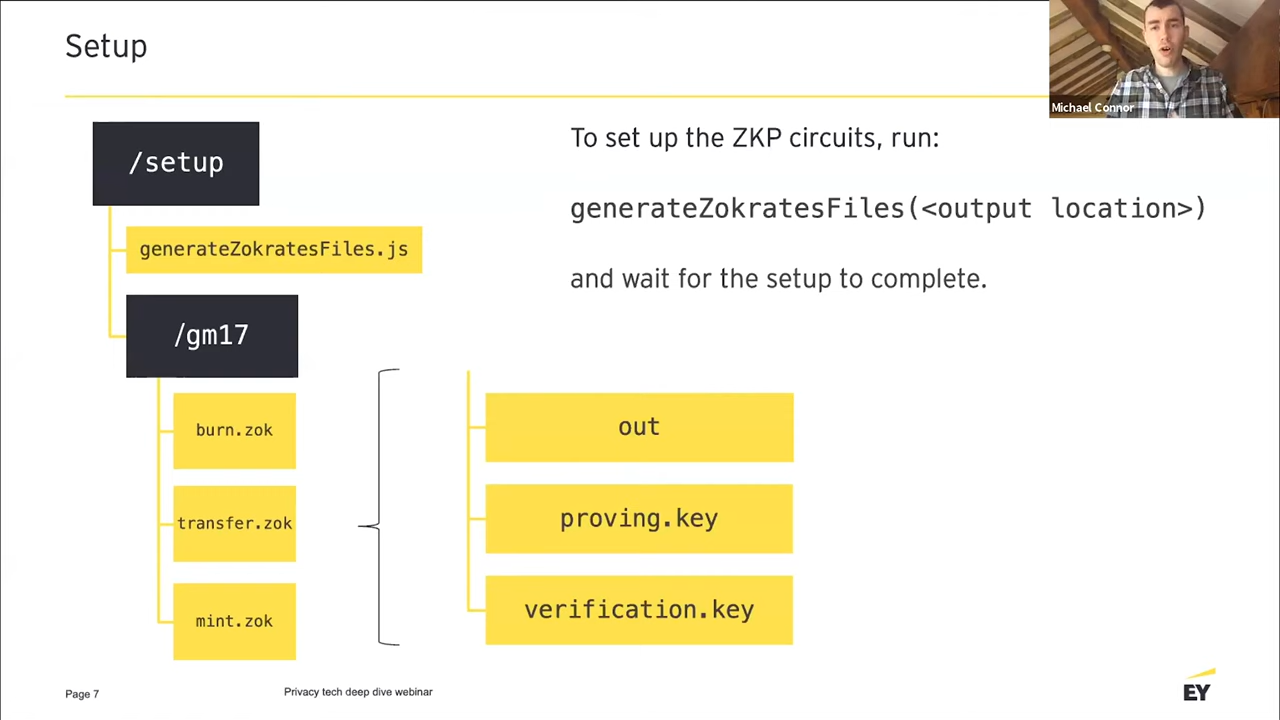 Setup
Michael Connor
/setup
generateZokratesFiles.js
/gm17
burn.zok
transfer.zok
mint.zok
To set up the ZKP circuits, run:
generateZokratesFiles(<output location>)
and wait for the setup to complete.
out
proving.key
verification.key
Page 7
Privacy tech deep dive webinar
EY